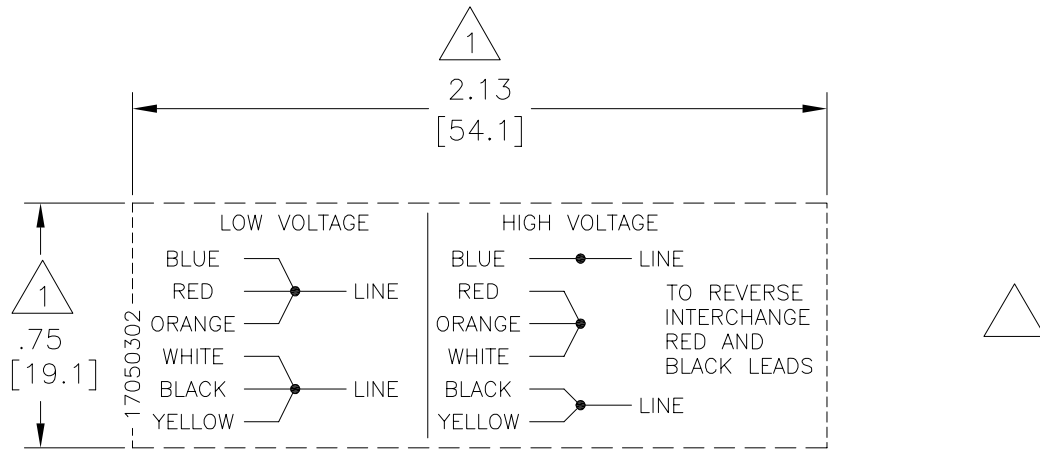 1
2.13
[54.1]
1
.75
[19.1]
17050302
LOW VOLTAGE
BLUE
RED
ORANGE
LINE
WHITE
BLACK
YELLOW
LINE
HIGH VOLTAGE
BLUE
LINE
RED
ORANGE
WHITE
BLACK
YELLOW
LINE
TO REVERSE
INTERCHANGE
RED AND
BLACK LEADS